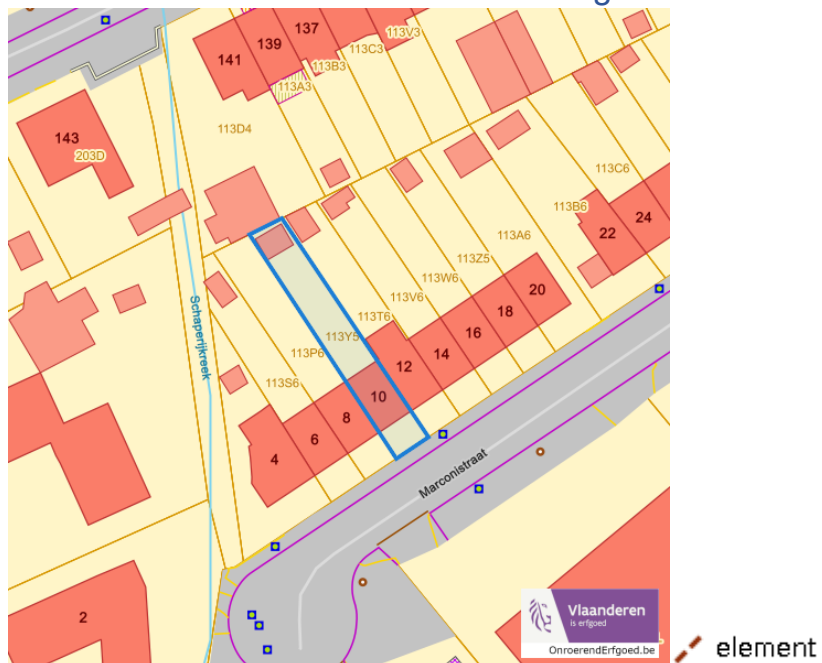 137
139
141
113V3
113C3
113B3
113A3
143
203D
113D4
113C6
113B6
24
22
113A6
113Z5
113W6
113V6
113T6
113Y5
113P6
113S6
20
18
16
14
12
10
8
6
4
Schaperijkreek
Marconistraat
2
Vlaanderen
is erfgoed
OnroerendErfgoed.be
element